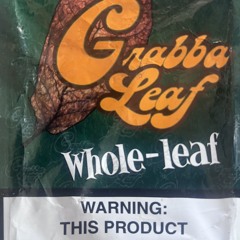 Grabba
Leaf
Whole-leaf
WARNING:
THIS PRODUCT